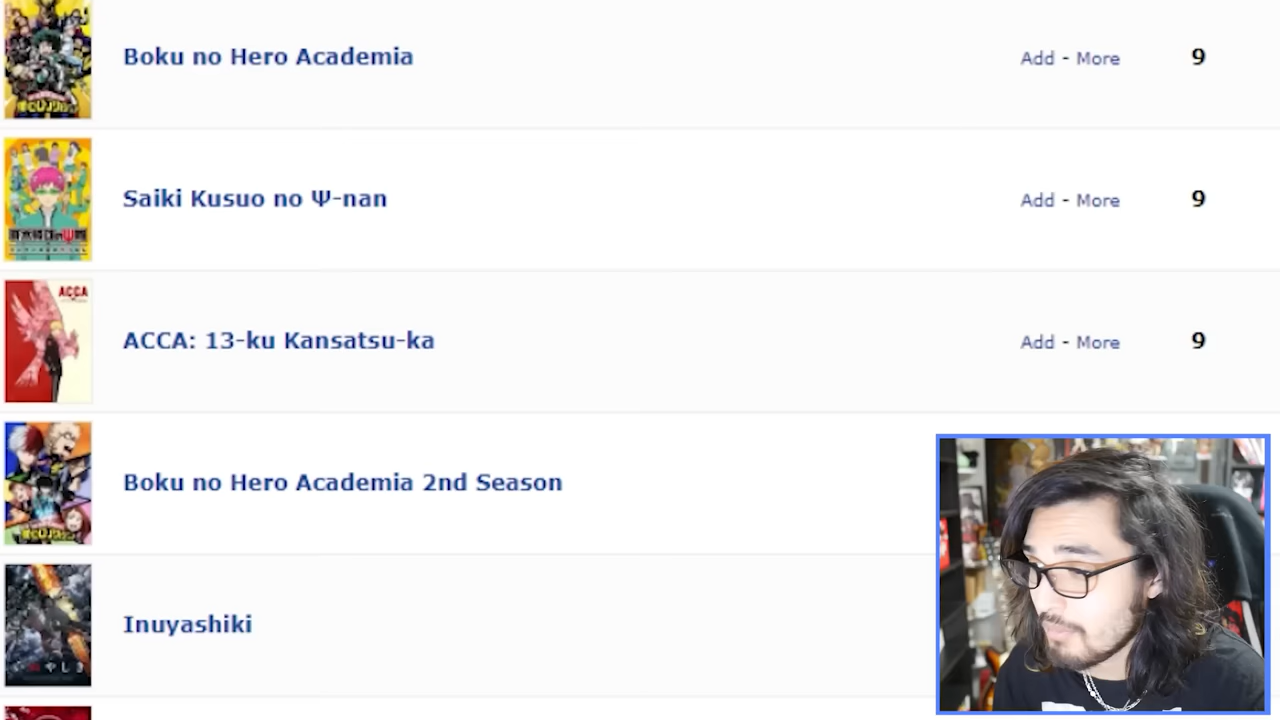 Boku no Hero Academia
Add - More
9
Saiki Kusuo no Ψ-nan
Add - More
9
ACCA
ACCA: 13-ku Kansatsu-ka
Add - More
9
Boku no Hero Academia 2nd Season
Inuyashiki